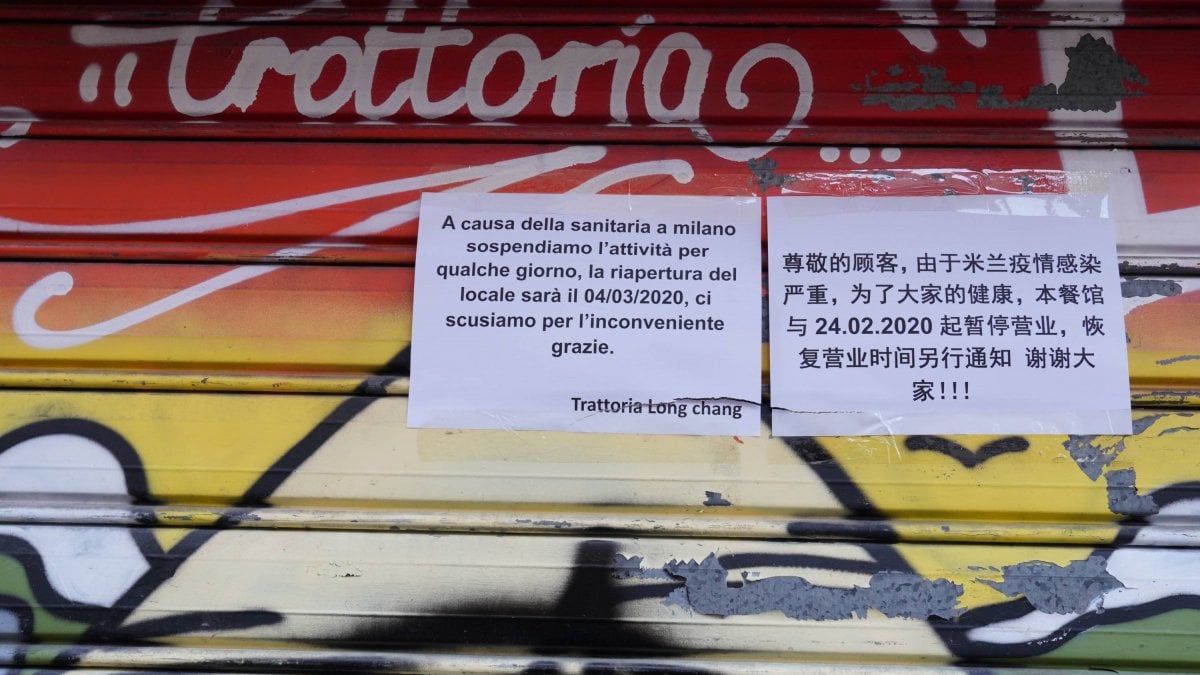 trottoria
A causa della sanitaria a milano
sospendiamo l'attività per
qualche giorno, la riapertura del
locale sarà il 04/03/2020, ci
scusiamo per l'inconveniente
grazie.
Trattoria Long chang
尊敬的顾客，由于米兰疫情感染
严重，为了大家的健康，本餐馆
与 24.02.2020 起暂停营业，恢
复营业时间另行通知 谢谢大
家！！！